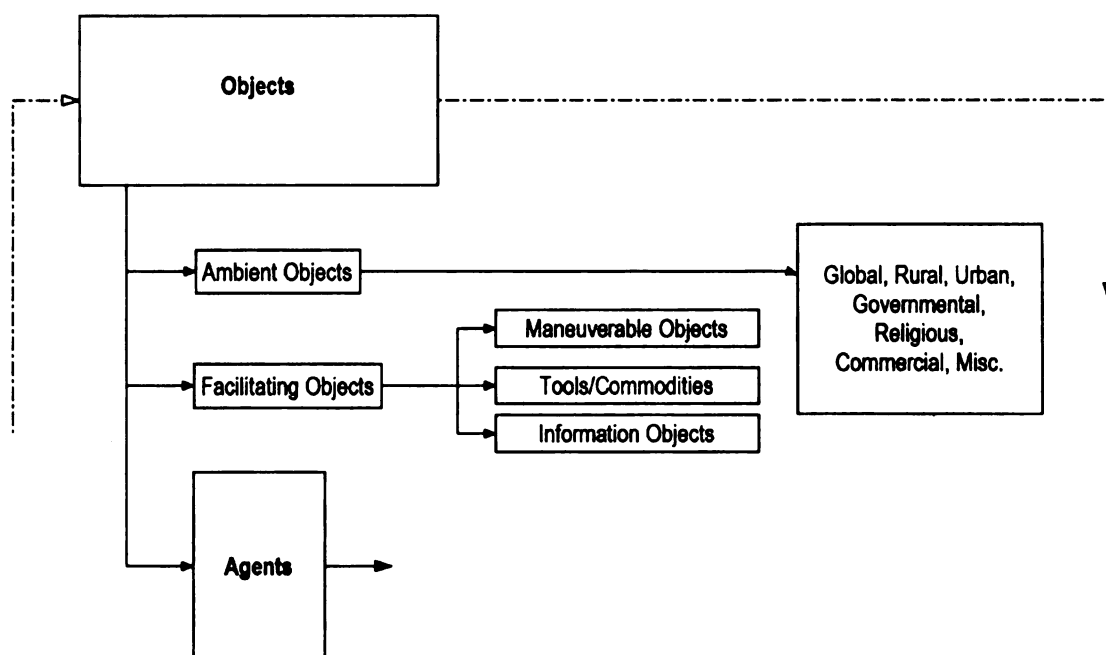 Objects
Ambient Objects
Global, Rural, Urban,
Governmental,
Religious,
Commercial, Misc.
Maneuverable Objects
Facilitating Objects
Tools/Commodities
Information Objects
Agents